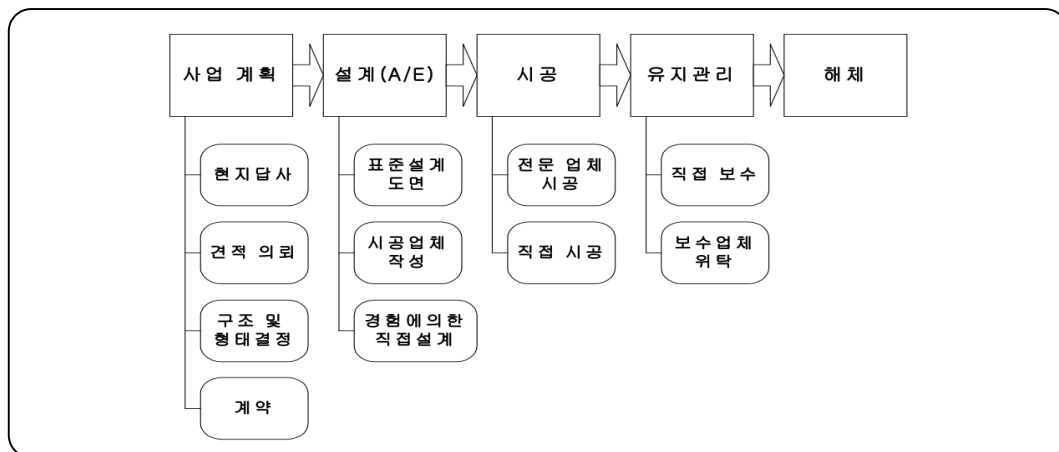 사업 계획
설계(A/E)
시공
유지관리
해체
현지답사
견적 의뢰
구조 및
형태결정
계약
표준설계
도면
시공업체
작성
경험에의한
직접설계
전문 업체
시공
직접 시공
직접 보수
보수업체
위탁